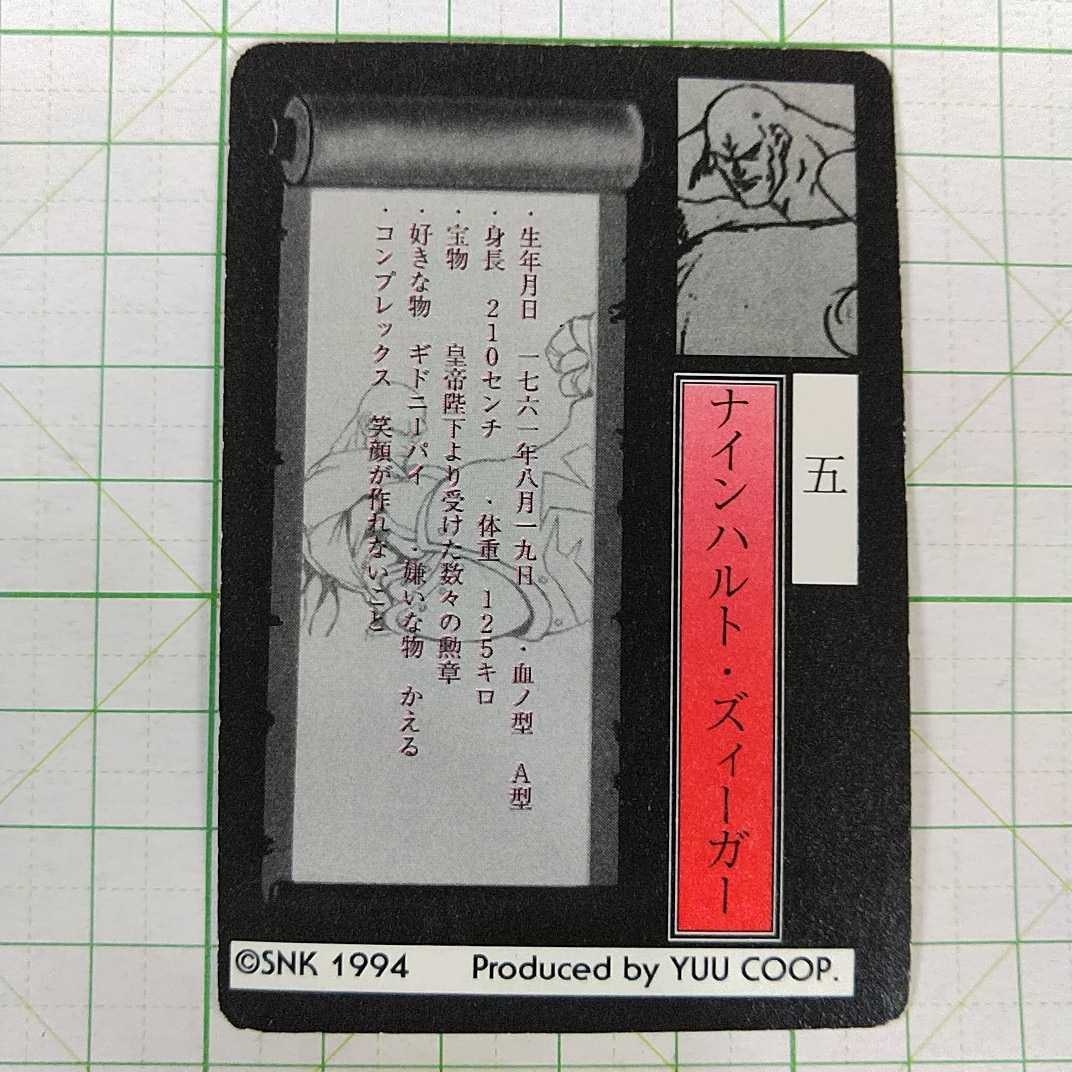 五
ナインハルト・ズィーガー
・生年月日 一七六一年八月一九日 ・血ノ型 A型
・身長 210センチ ・体重 125キロ
・宝物 皇帝陛下より受けた数々の勲章
・好きな物 ギドニーパイ ・嫌いな物 かえる
・コンプレックス 笑顔が作れないこと
©SNK 1994 Produced by YUU COOP.